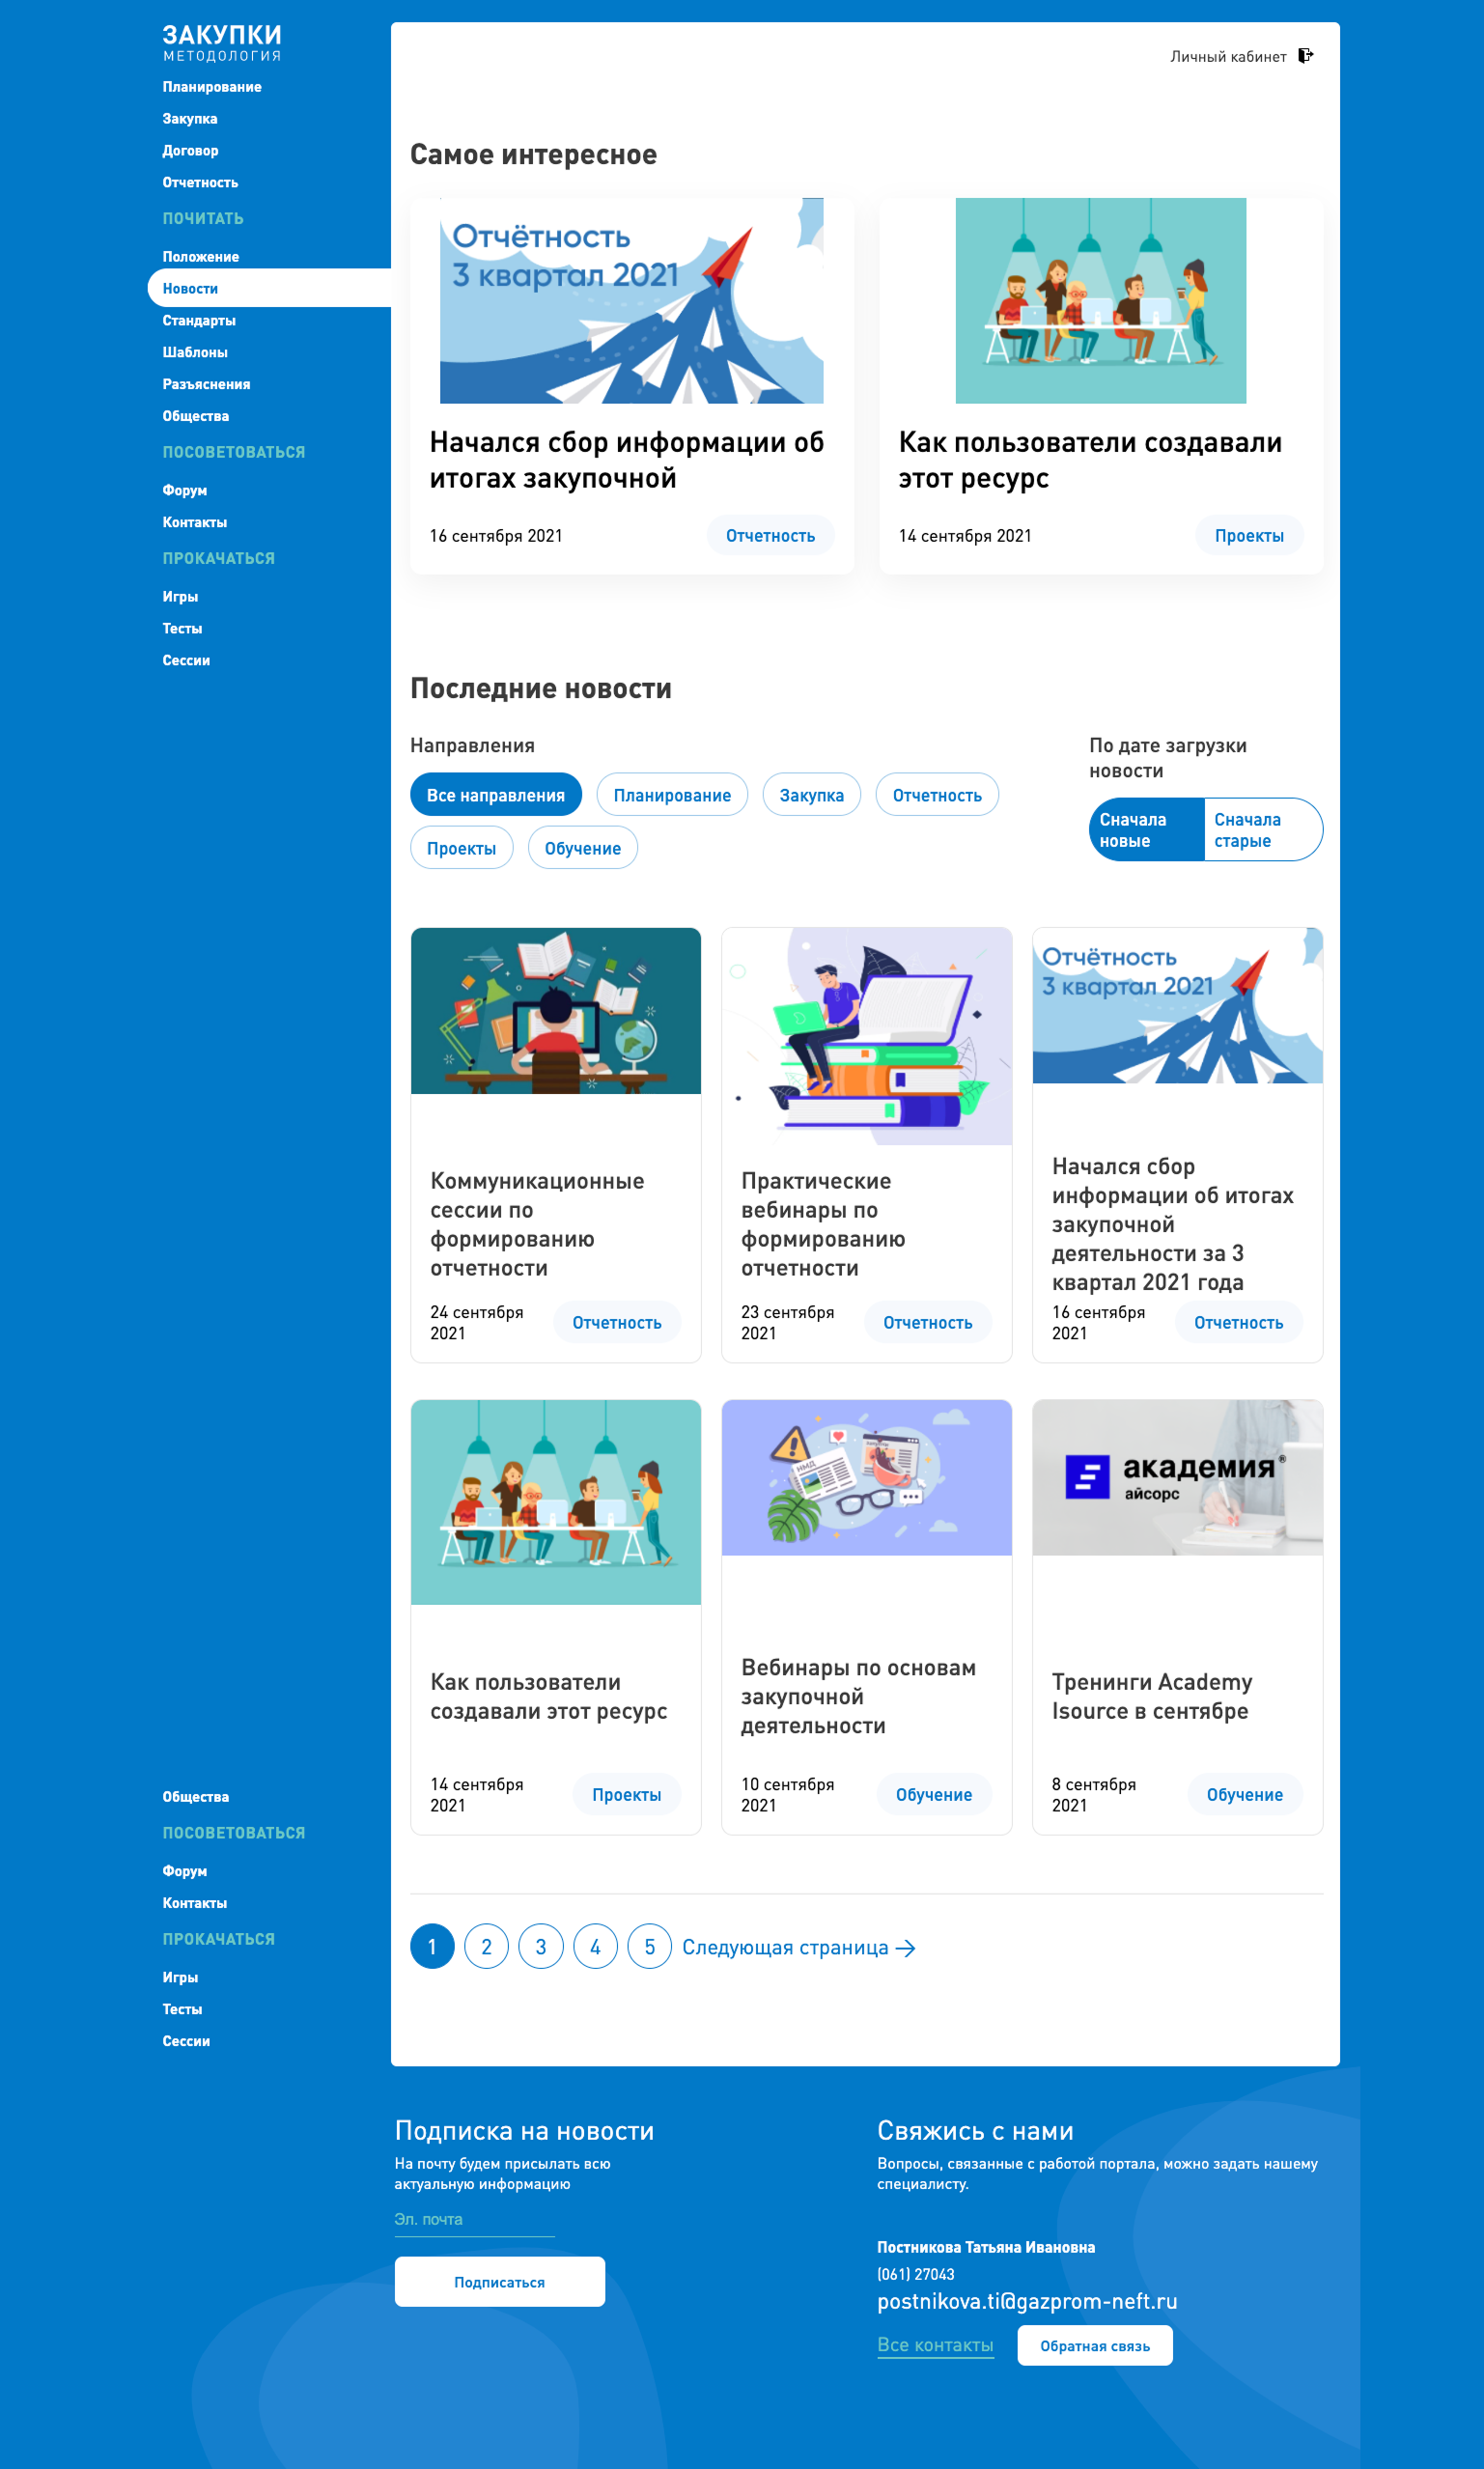 ЗАКУПКИ
МЕТОДОЛОГИЯ
Планирование
Закупка
Договор
Отчетность
ПОЧИТАТЬ
Положение
Новости
Стандарты
Шаблоны
Разъяснения
Общества
ПОСОВЕТОВАТЬСЯ
Форум
Контакты
ПРОКАЧАТЬСЯ
Игры
Тесты
Сессии
Личный кабинет
Самое интересное
Отчётность
3 квартал 2021
Начался сбор информации об
итогах закупочной
16 сентября 2021
Отчетность
Как пользователи создавали
этот ресурс
14 сентября 2021
Проекты
Последние новости
Направления
Все направления
Планирование
Закупка
Отчетность
Проекты
Обучение
По дате загрузки
новости
Сначала
новые
Сначала
старые
Коммуникационные
сессии по
формированию
отчетности
24 сентября
2021
Отчетность
Практические
вебинары по
формированию
отчетности
23 сентября
2021
Отчетность
Отчётность
3 квартал 2021
Начался сбор
информации об итогах
закупочной
деятельности за 3
квартал 2021 года
16 сентября
2021
Отчетность
Как пользователи
создавали этот ресурс
14 сентября
2021
Проекты
НМД
Вебинары по основам
закупочной
деятельности
10 сентября
2021
Обучение
академия®
айсорс
Тренинги Academy
Isource в сентябре
8 сентября
2021
Обучение
Общества
ПОСОВЕТОВАТЬСЯ
Форум
Контакты
ПРОКАЧАТЬСЯ
Игры
Тесты
Сессии
1 2 3 4 5 Следующая страница →
Подписка на новости
На почту будем присылать всю
актуальную информацию
Эл. почта
Подписаться
Свяжись с нами
Вопросы, связанные с работой портала, можно задать нашему
специалисту.
Постникова Татьяна Ивановна
(061) 27043
postnikova.ti@gazprom-neft.ru
Все контакты
Обратная связь